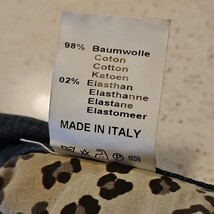 98% Baumwolle
Coton
Cotton
Katoen
02% Elasthan
Elasthanne
Elastane
Elastomeer
MADE IN ITALY